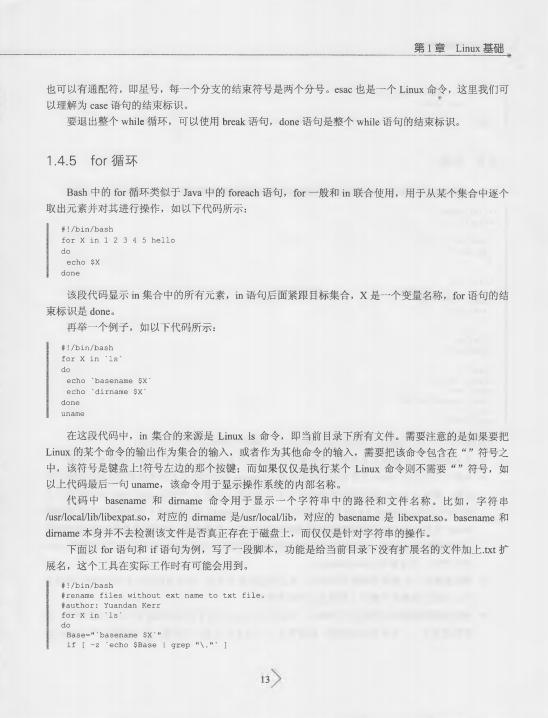 第1章 Linux 基础
也可以有通配符，即星号，每一个分支的结束符号是两个分号。esac 也是一个 Linux 命令，这里我们可
以理解为 case 语句的结束标识。
要退出整个 while 循环，可以使用 break 语句，done 语句是整个 while 语句的结束标识。
1.4.5 for 循环
Bash 中的 for 循环类似于 Java 中的 foreach 语句，for 一般和 in 联合使用，用于从某个集合中逐个
取出元素并对其进行操作，如以下代码所示：
#!/bin/bash
for X in 1 2 3 4 5 hello
do
echo $X
done
该段代码显示 in 集合中的所有元素，in 语句后面紧跟目标集合，X 是一个变量名称，for 语句的结
束标识是 done。
再举一个例子，如以下代码所示：
#!/bin/bash
for X in `ls`
do
echo `basename $X`
echo `dirname $X`
done
uname
在这段代码中，in 集合的来源是 Linux ls 命令，即当前目录下所有文件。需要注意的是如果要把
Linux 的某个命令的输出作为集合的输入，或者作为其他命令的输入，需要把该命令包含在“”符号之
中，该符号是键盘上!符号左边的那个按键；而如果仅仅是执行某个 Linux 命令则不需要“”符号，如
以上代码最后一句 uname，该命令用于显示操作系统的内部名称。
代码中 basename 和 dirname 命令用于显示一个字符串中的路径和文件名称。比如，字符串
/usr/local/lib/libexpat.so，对应的 dirname 是/usr/local/lib，对应的 basename 是 libexpat.so。basename 和
dirname 本身并不去检测该文件是否真正存在于磁盘上，而仅仅是针对字符串的操作。
下面以 for 语句和 if 语句为例，写了一段脚本，功能是给当前目录下没有扩展名的文件加上.txt 扩
展名，这个工具在实际工作时有可能会用到。
#!/bin/bash
#rename files without ext name to txt file.
#author: Yuandan Kerr
for X in `ls`
do
Base="`basename $X`"
if [ -z `echo $Base | grep "\."` ]
13